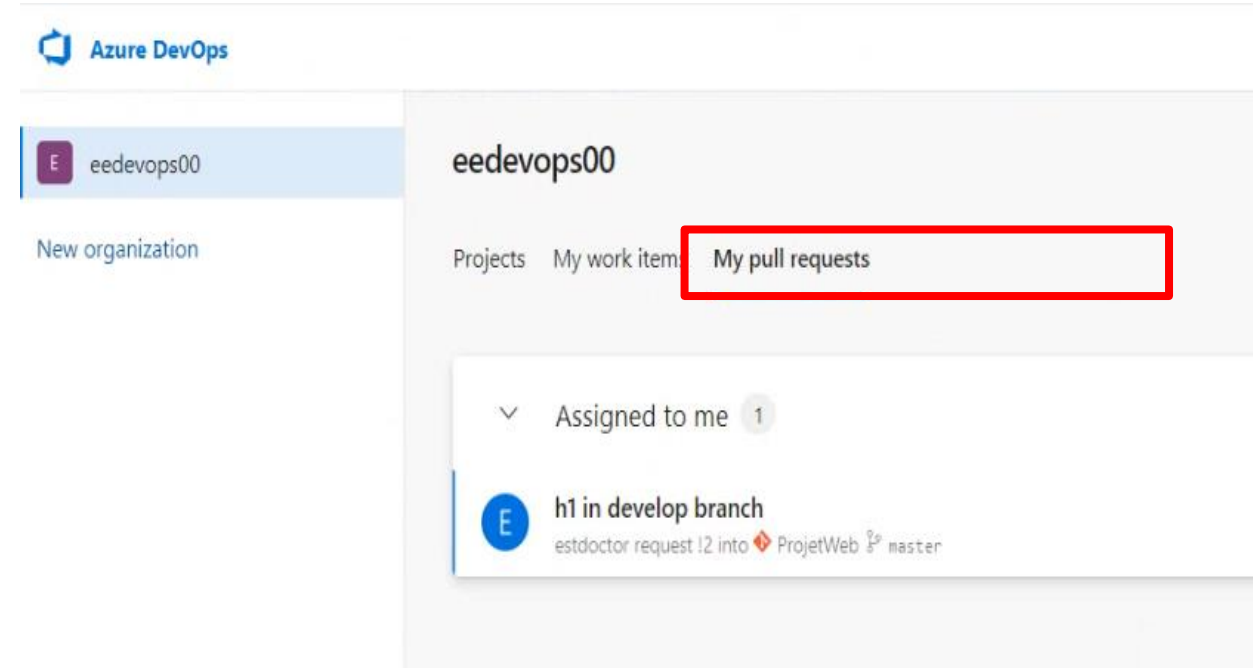 Azure DevOps
E eedevops00
New organization
eedevops00
Projects My work items My pull requests
Assigned to me 1
E
h1 in develop branch
estdoctor request !2 into ProjetWeb master